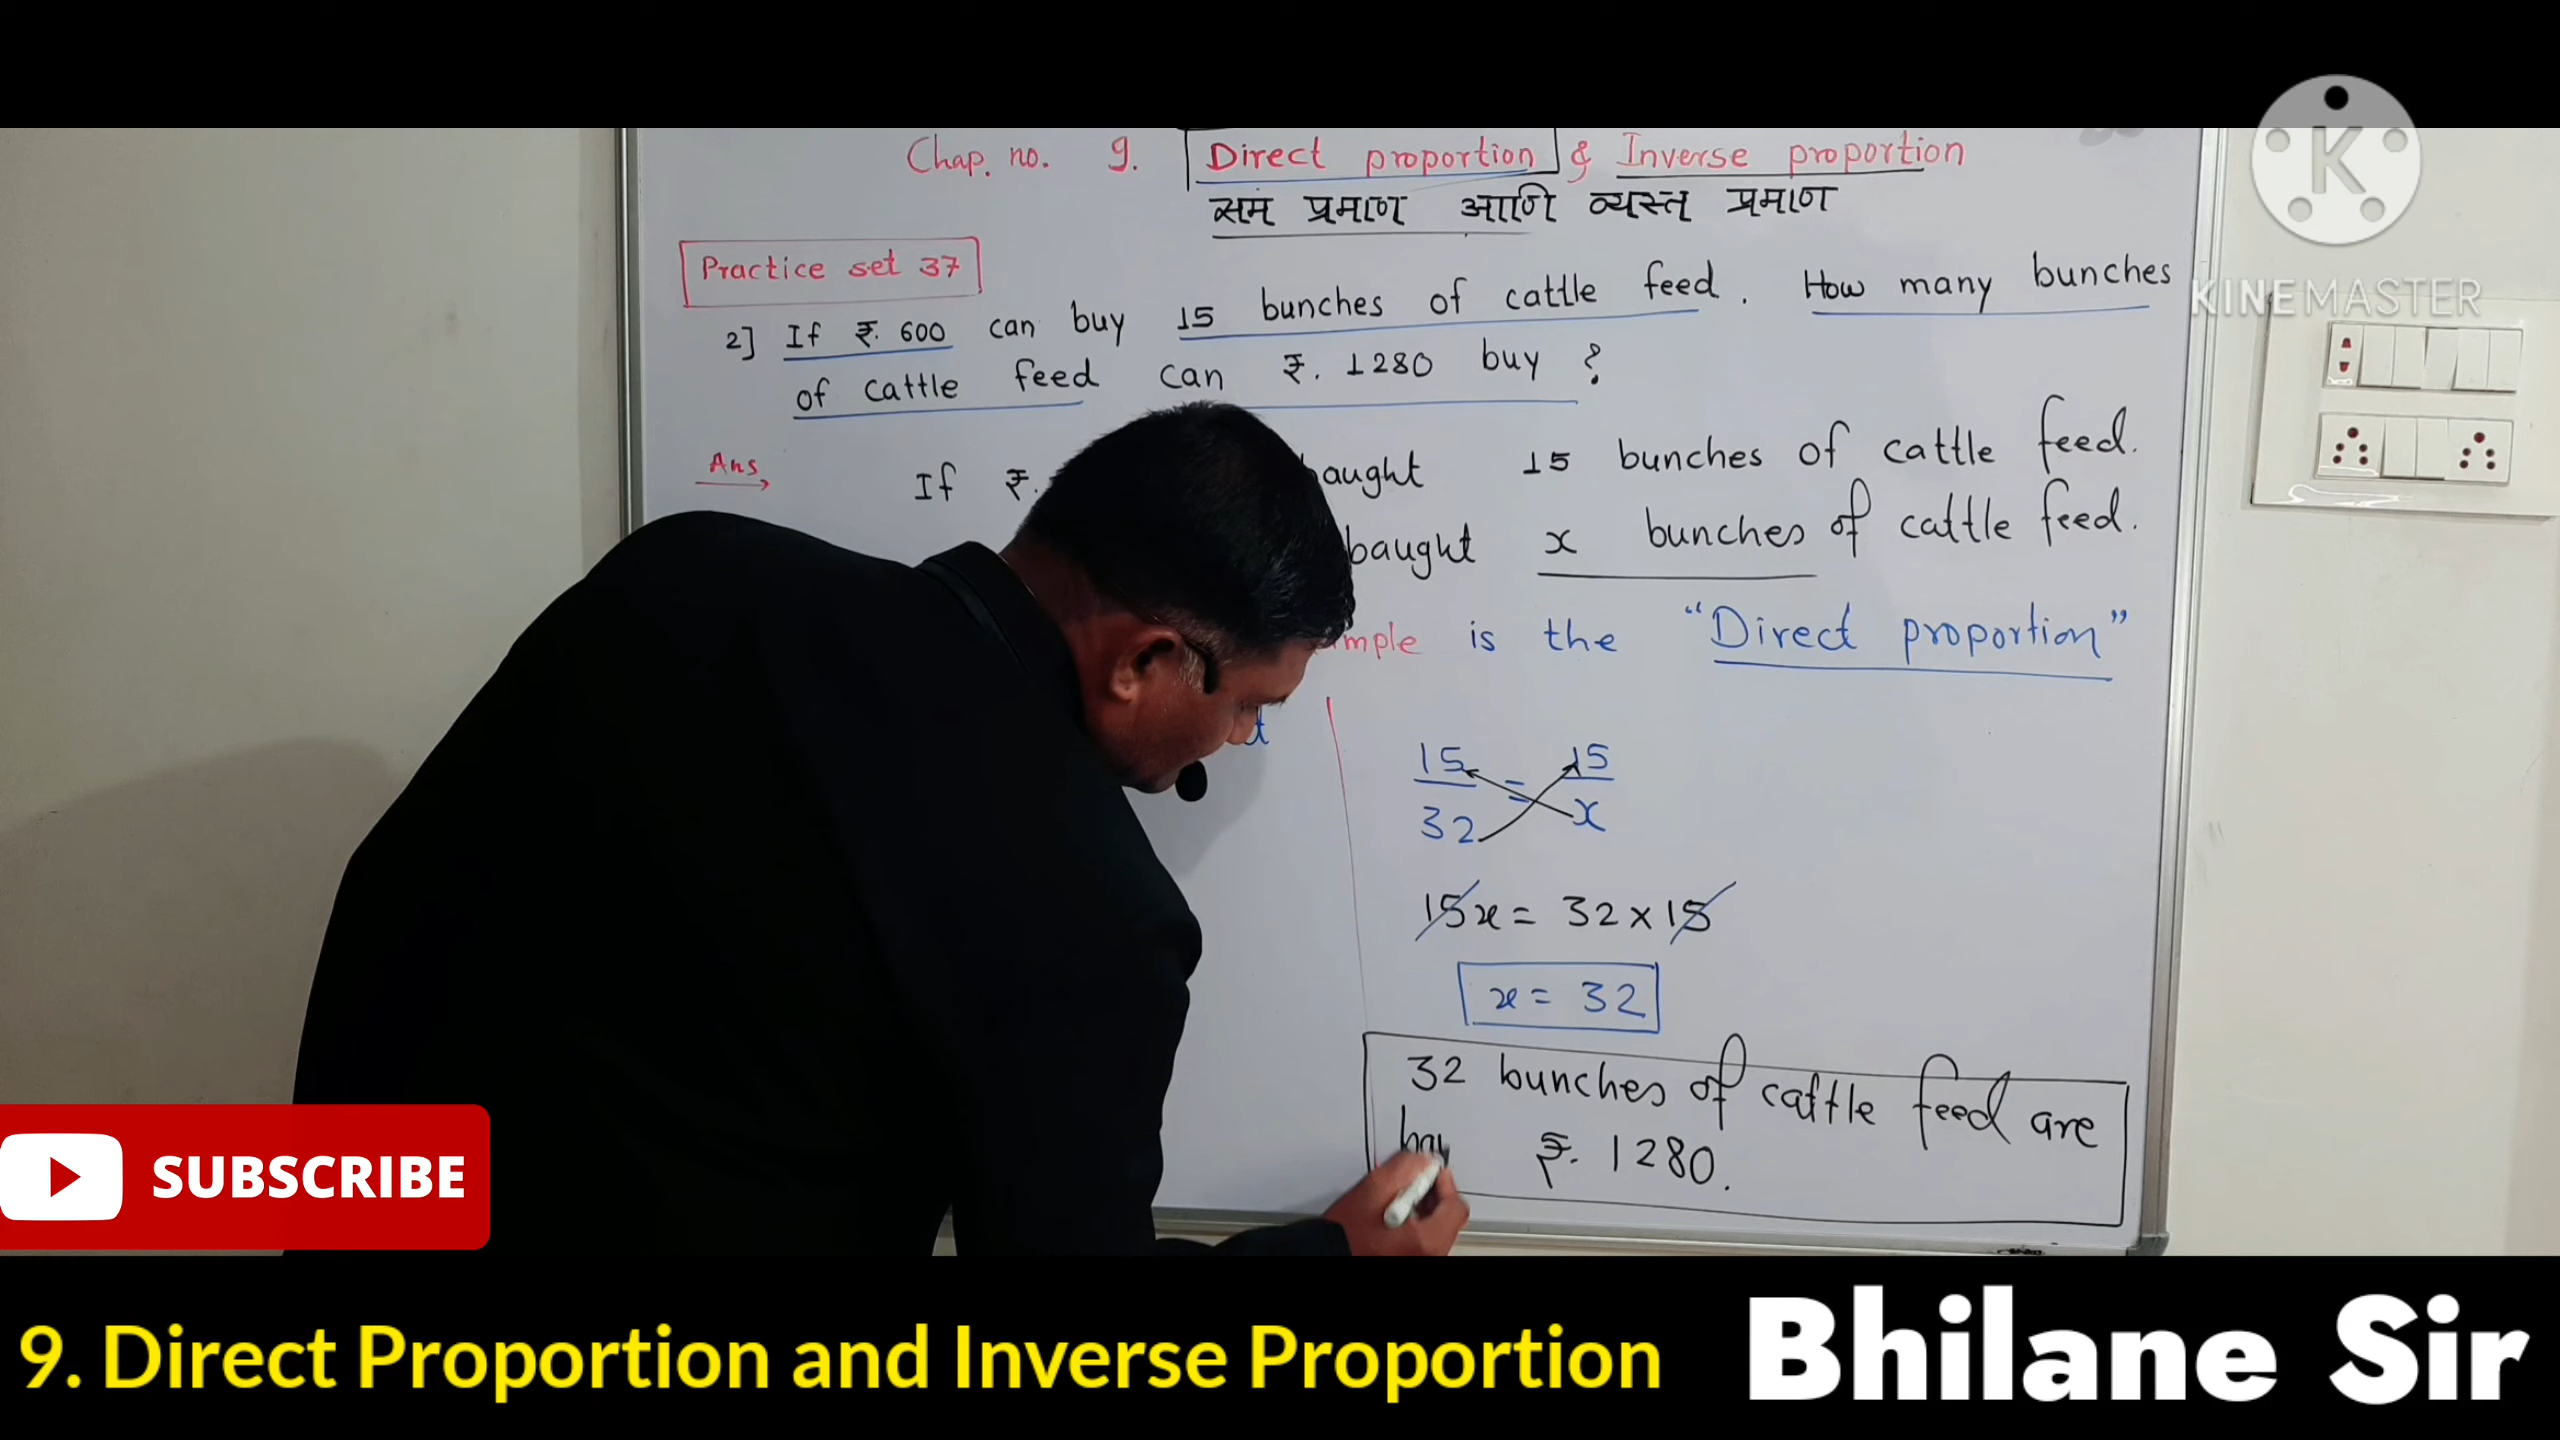 Chap. no. 9. Direct proportion & Inverse proportion
सम प्रमाण आणि व्यस्त प्रमाण
Practice set 37
KINEMASTER
2] If ₹. 600 can buy 15 bunches of cattle feed. How many bunches
of cattle feed can ₹. 1280 buy ?
Ans If ₹. aught 15 bunches of cattle feed.
baught x bunches of cattle feed.
mple is the "Direct proportion"
15 = 15
32 x
15x = 32 × 15
x = 32
32 bunches of cattle feed are
₹. 1280.
SUBSCRIBE
9. Direct Proportion and Inverse Proportion Bhilane Sir